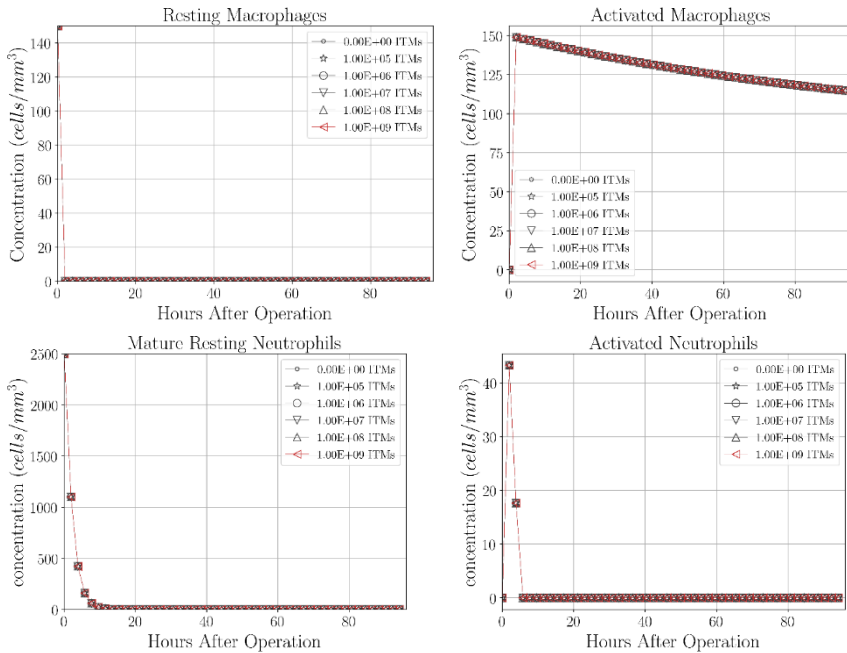 Resting Macrophages
Concentration (cells/mm³)
140
120
100
80
60
40
20
0
0.00E+00 ITMs
1.00E+05 ITMs
1.00E+06 ITMs
1.00E+07 ITMs
1.00E+08 ITMs
1.00E+09 ITMs
0 20 40 60 80
Hours After Operation
Activated Macrophages
Concentration (cells/mm³)
150
125
100
75
50
25
0
0.00E+00 ITMs
1.00E+05 ITMs
1.00E+06 ITMs
1.00E+07 ITMs
1.00E+08 ITMs
1.00E+09 ITMs
0 20 40 60 80
Hours After Operation
Mature Resting Neutrophils
concentration (cells/mm³)
2500
2000
1500
1000
500
0
0.00E+00 ITMs
1.00E+05 ITMs
1.00E+06 ITMs
1.00E+07 ITMs
1.00E+08 ITMs
1.00E+09 ITMs
0 20 40 60 80
Hours After Operation
Activated Neutrophils
concentration (cells/mm³)
40
30
20
10
0
0.00E+00 ITMs
1.00E+05 ITMs
1.00E+06 ITMs
1.00E+07 ITMs
1.00E+08 ITMs
1.00E+09 ITMs
0 20 40 60 80
Hours After Operation